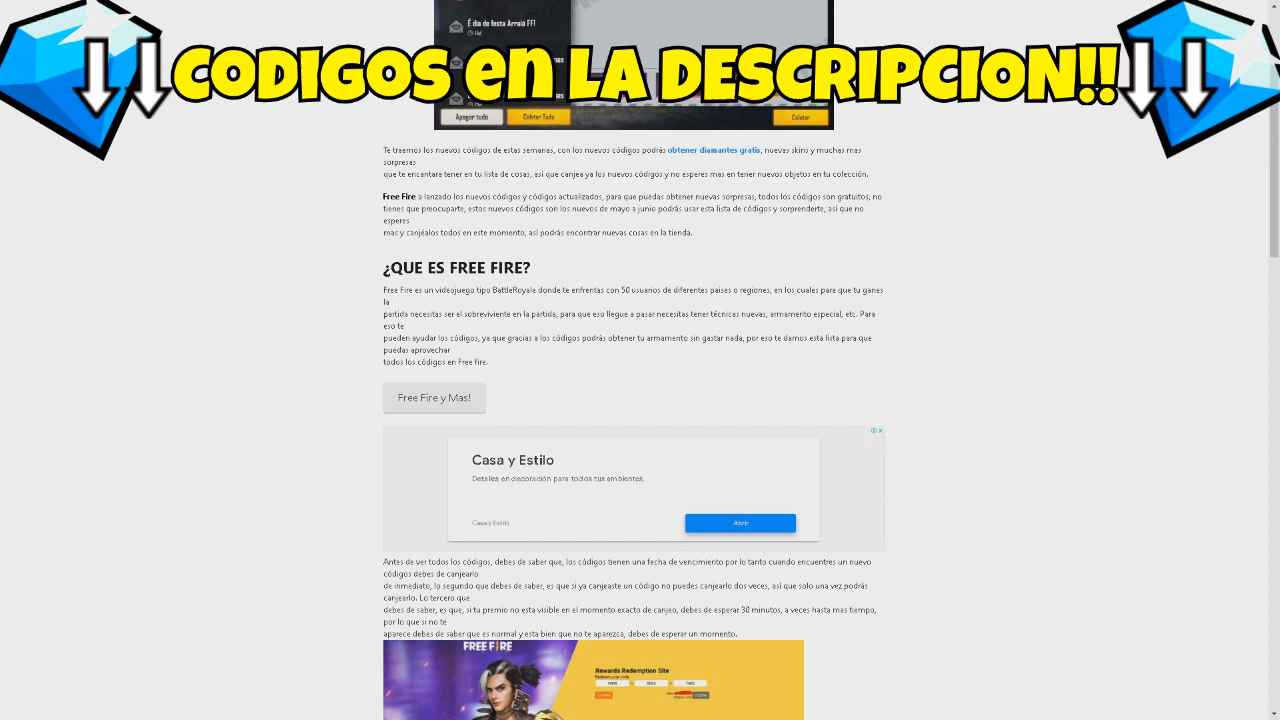 É dia de festa Arraiá FF!
CODIGOS en LA DESCRIPCION!!
Apagar tudo
Coletar Tudo
Coletar
Te traemos los nuevos códigos de estas semanas, con los nuevos códigos podrás obtener diamantes gratis, nuevas skins y muchas mas
sorpresas
que te encantara tener en tu lista de cosas, así que canjea ya los nuevos códigos y no esperes mas en tener nuevos objetos en tu colección.
Free Fire a lanzado los nuevos códigos y códigos actualizados, para que puedas obtener nuevas sorpresas, todos los códigos son gratuitos, no
tienes que preocuparte, estos nuevos códigos son los nuevos de mayo a junio podrás usar esta lista de códigos y sorprenderte, así que no
esperes
mas y canjéalos todos en este momento, así podrás encontrar nuevas cosas en la tienda.
¿QUE ES FREE FIRE?
Free Fire es un videojuego tipo BattleRoyale donde te enfrentas con 50 usuarios de diferentes paises o regiones, en los cuales para que tu ganes
la
partida necesitas ser el sobreviviente en la partida, para que eso llegue a pasar necesitas tener técnicas nuevas, armamento especial, etc. Para
eso te
pueden ayudar los códigos, ya que gracias a los códigos podrás obtener tu armamento sin gastar nada, por eso te damos esta lista para que
puedas aprovechar
todos los códigos en Free fire.
Free Fire y Mas!
Casa y Estilo
Detalles en decoración para todos tus ambientes.
Casa y Estilo
Abrir
Antes de ver todos los códigos, debes de saber que, los códigos tienen una fecha de vencimiento por lo tanto cuando encuentres un nuevo
códigos debes de canjearlo
de inmediato, lo segundo que debes de saber, es que si ya canjeaste un código no puedes canjearlo dos veces, así que solo una vez podrás
canjearlo. Lo tercero que
debes de saber, es que, si tu premio no esta visible en el momento exacto de canjeo, debes de esperar 30 minutos, a veces hasta mas tiempo,
por lo que si no te
aparece debes de saber que es normal y esta bien que no te aparezca, debes de esperar un momento.
FREE FIRE
Rewards Redemption Site
Redeem your code